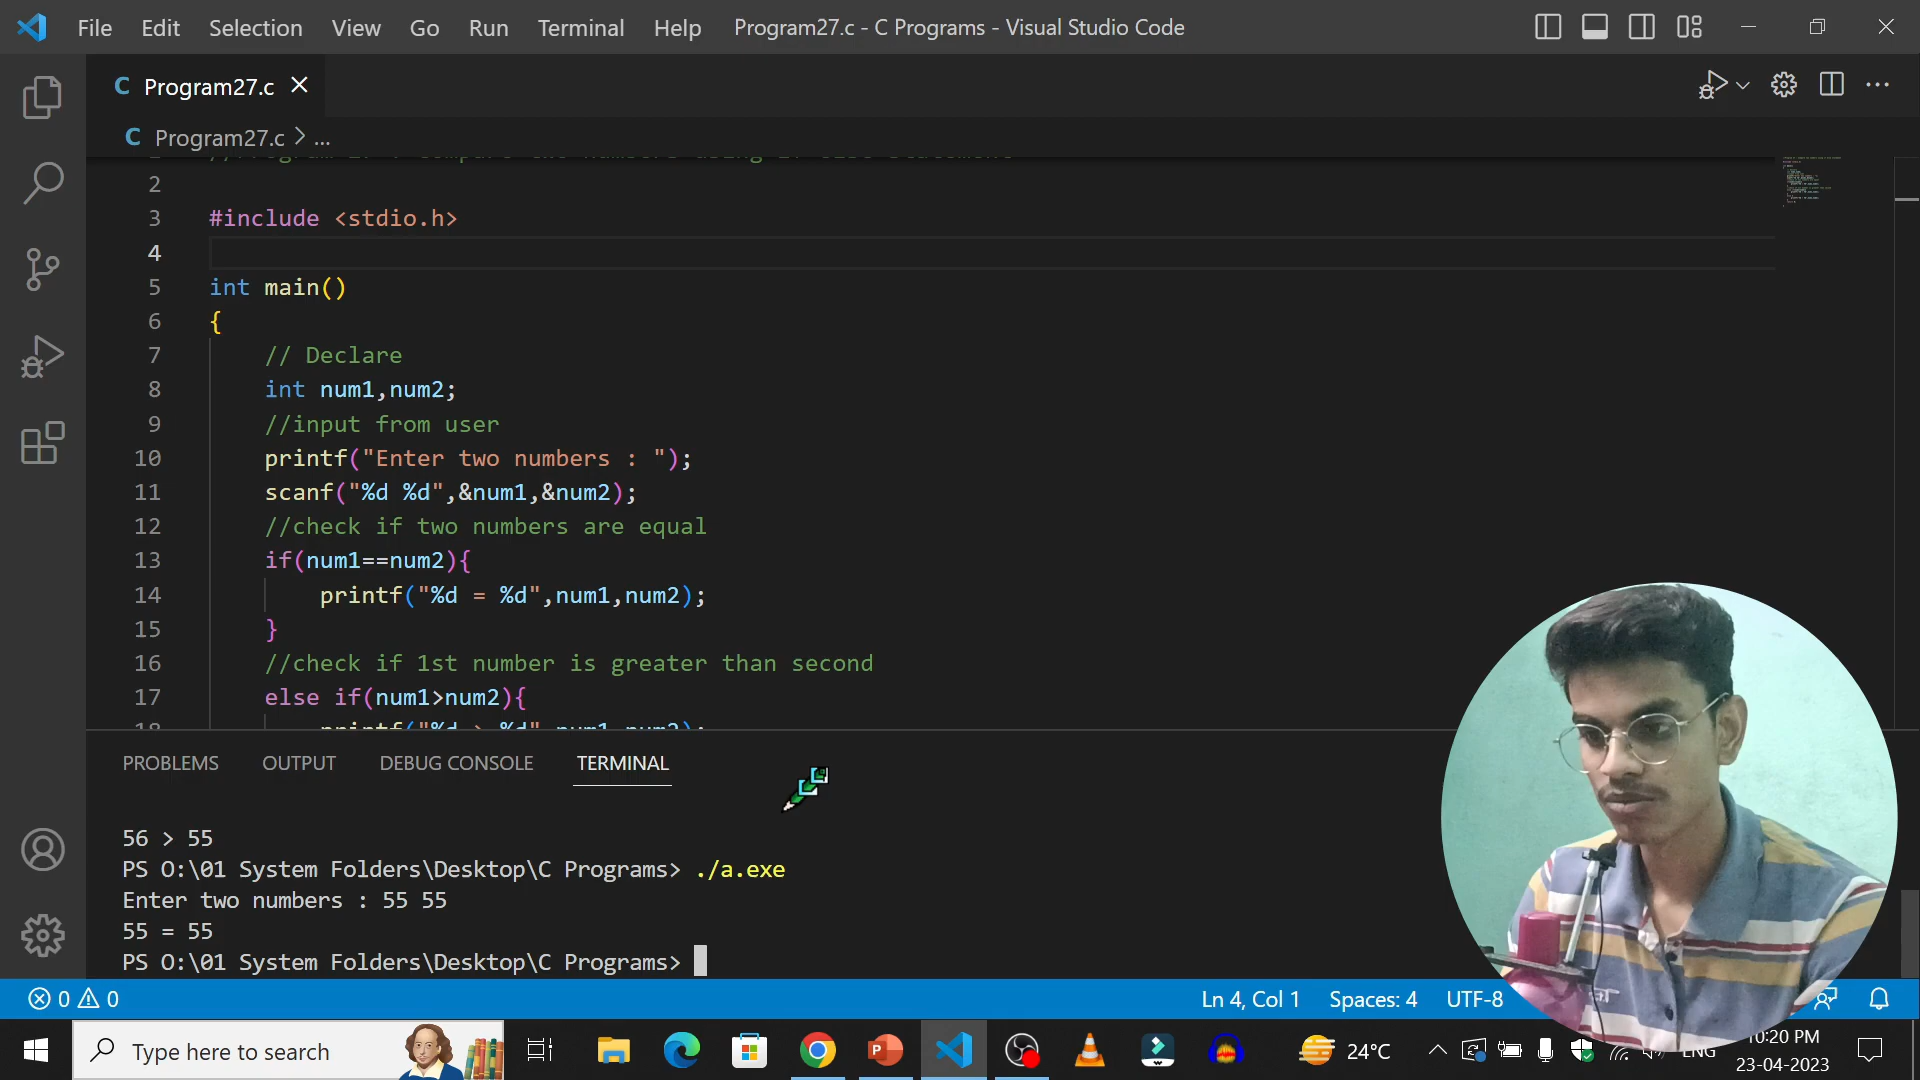 File Edit Selection View Go Run Terminal Help Program27.c - C Programs - Visual Studio Code
C Program27.c
C Program27.c > ...
2
3 #include <stdio.h>
4
5 int main()
6 {
7 // Declare
8 int num1,num2;
9 //input from user
10 printf("Enter two numbers : ");
11 scanf("%d %d",&num1,&num2);
12 //check if two numbers are equal
13 if(num1==num2){
14 printf("%d = %d",num1,num2);
15 }
16 //check if 1st number is greater than second
17 else if(num1>num2){
18 printf("%d > %d",num1,num2);
PROBLEMS OUTPUT DEBUG CONSOLE TERMINAL
56 > 55
PS O:\01 System Folders\Desktop\C Programs> ./a.exe
Enter two numbers : 55 55
55 = 55
PS O:\01 System Folders\Desktop\C Programs>
0 0 Ln 4, Col 1 Spaces: 4 UTF-8
Type here to search 24°C ENG 10:20 PM
23-04-2023